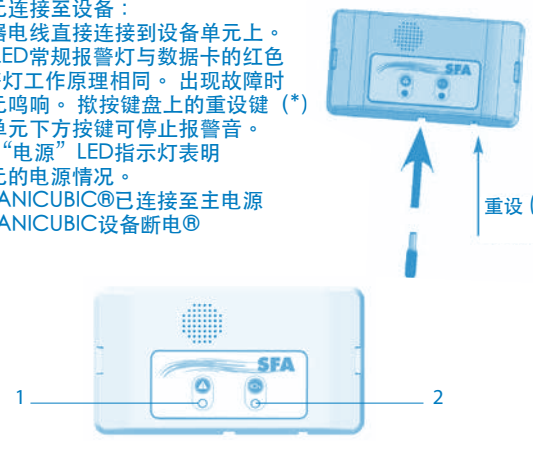 元连接至设备：
器电线直接连接到设备单元上。
LED常规报警灯与数据卡的红色
警灯工作原理相同。 出现故障时
元鸣响。 揿按键盘上的重设键（*）
单元下方按键可停止报警音。
“电源”LED指示灯表明
元的电源情况。
ANICUBIC®已连接至主电源
ANICUBIC设备断电®
SFA
重设 (
SFA
1
2